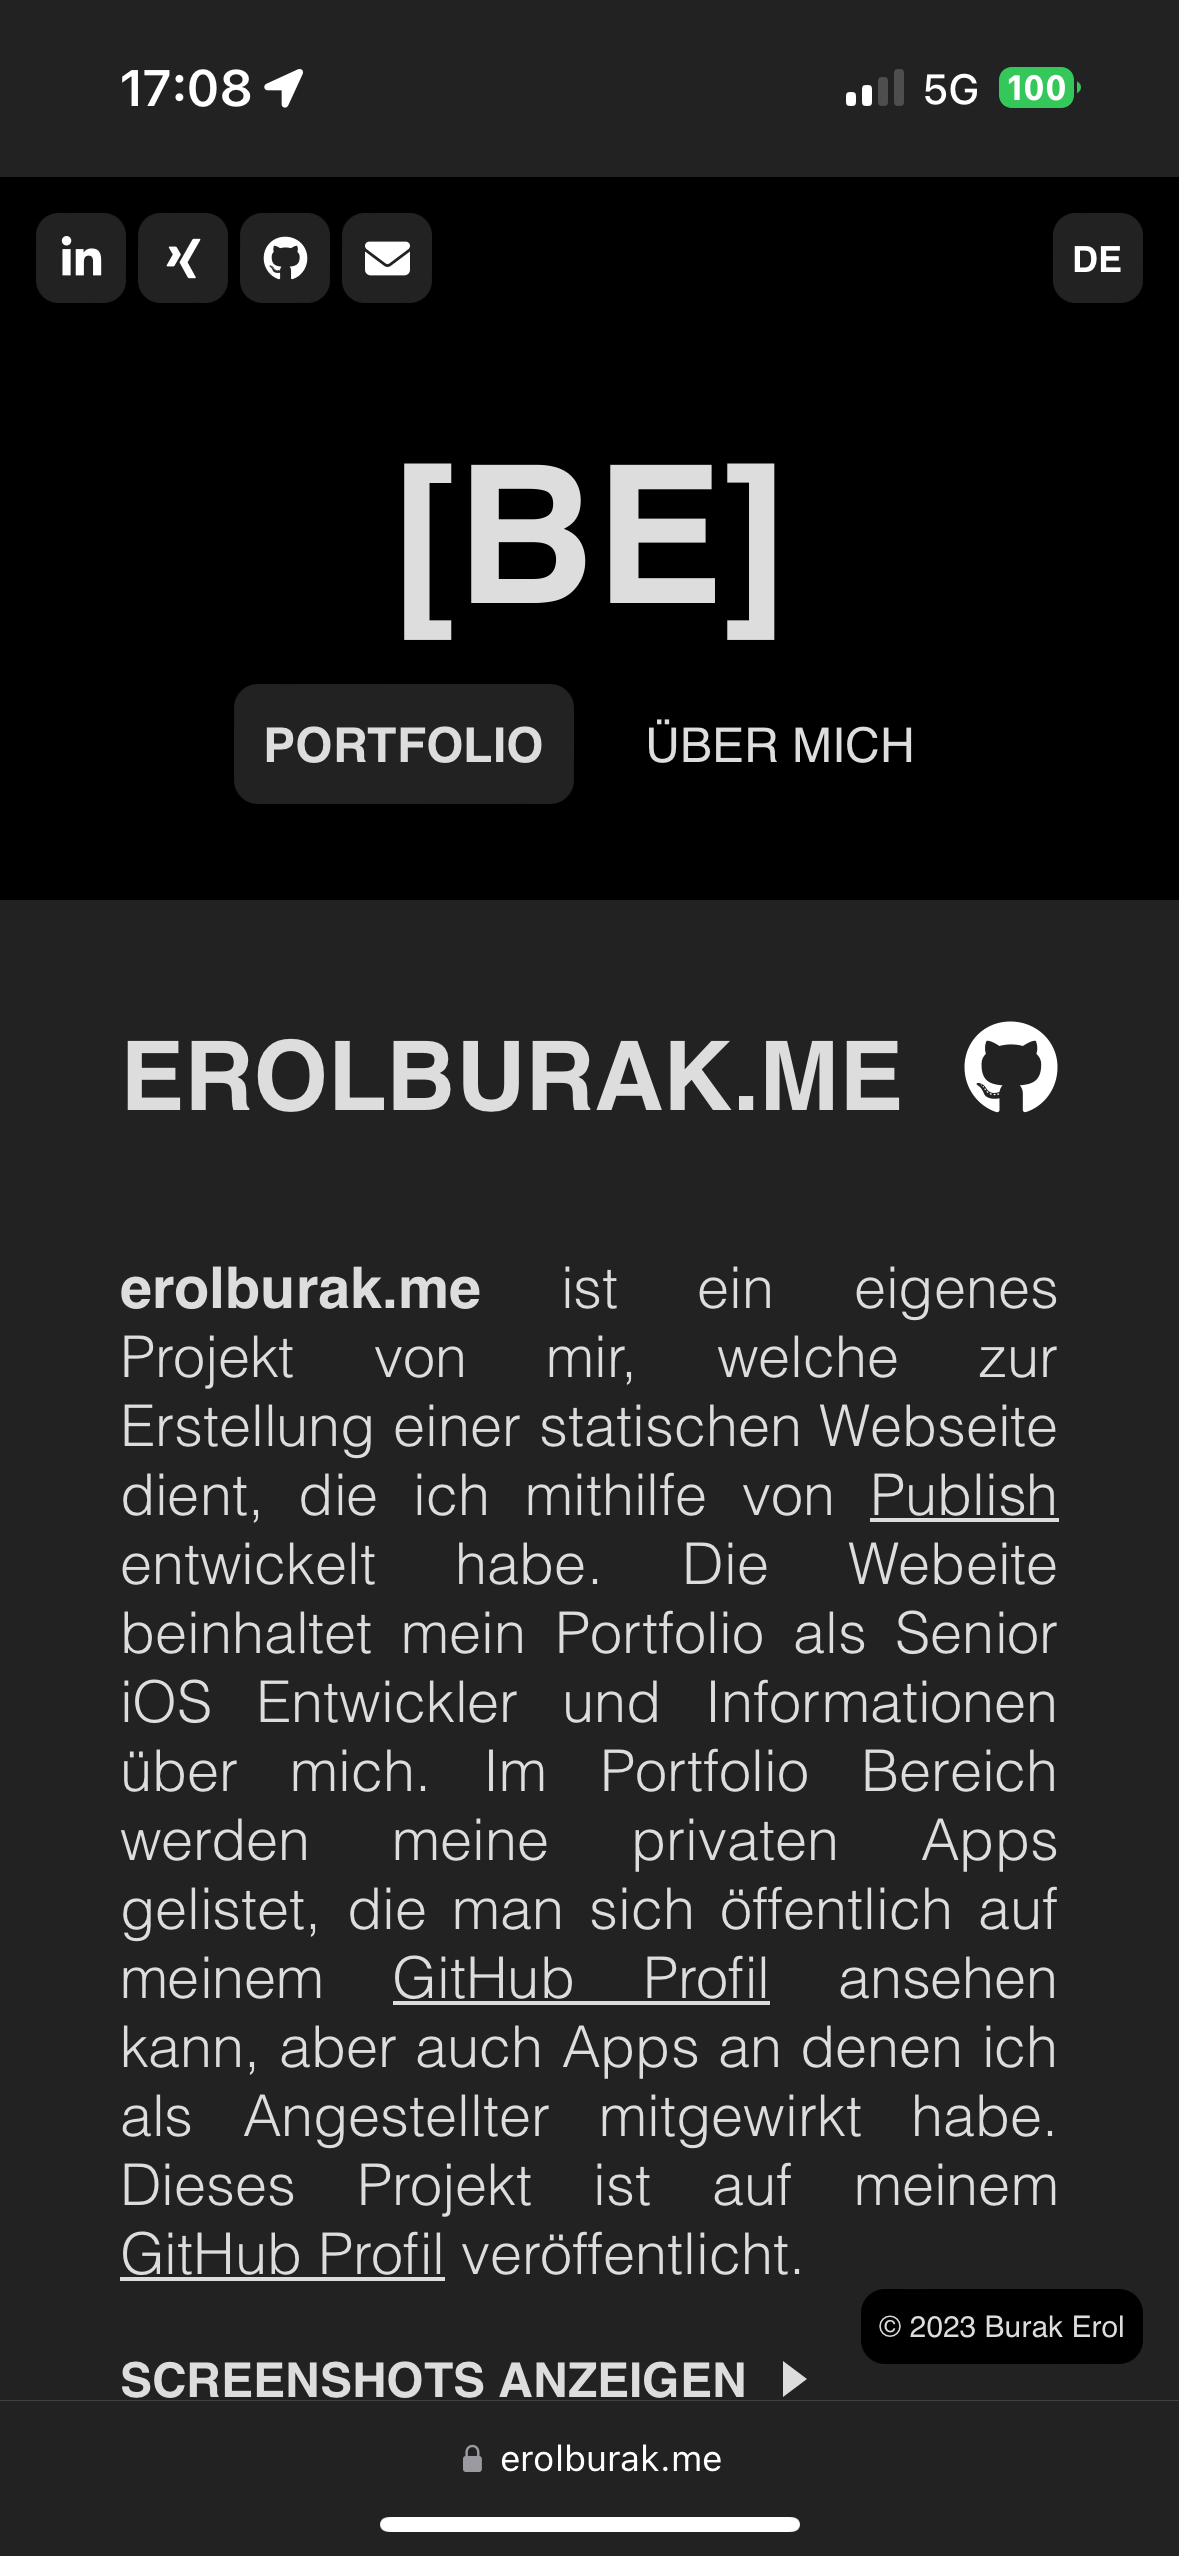 17:08
5G 100
in
DE
[BE]
PORTFOLIO ÜBER MICH
EROLBURAK.ME
erolburak.me ist ein eigenes
Projekt von mir, welche zur
Erstellung einer statischen Webseite
dient, die ich mithilfe von Publish
entwickelt habe. Die Webeite
beinhaltet mein Portfolio als Senior
iOS Entwickler und Informationen
über mich. Im Portfolio Bereich
werden meine privaten Apps
gelistet, die man sich öffentlich auf
meinem GitHub Profil ansehen
kann, aber auch Apps an denen ich
als Angestellter mitgewirkt habe.
Dieses Projekt ist auf meinem
GitHub Profil veröffentlicht.
© 2023 Burak Erol
SCREENSHOTS ANZEIGEN
erolburak.me